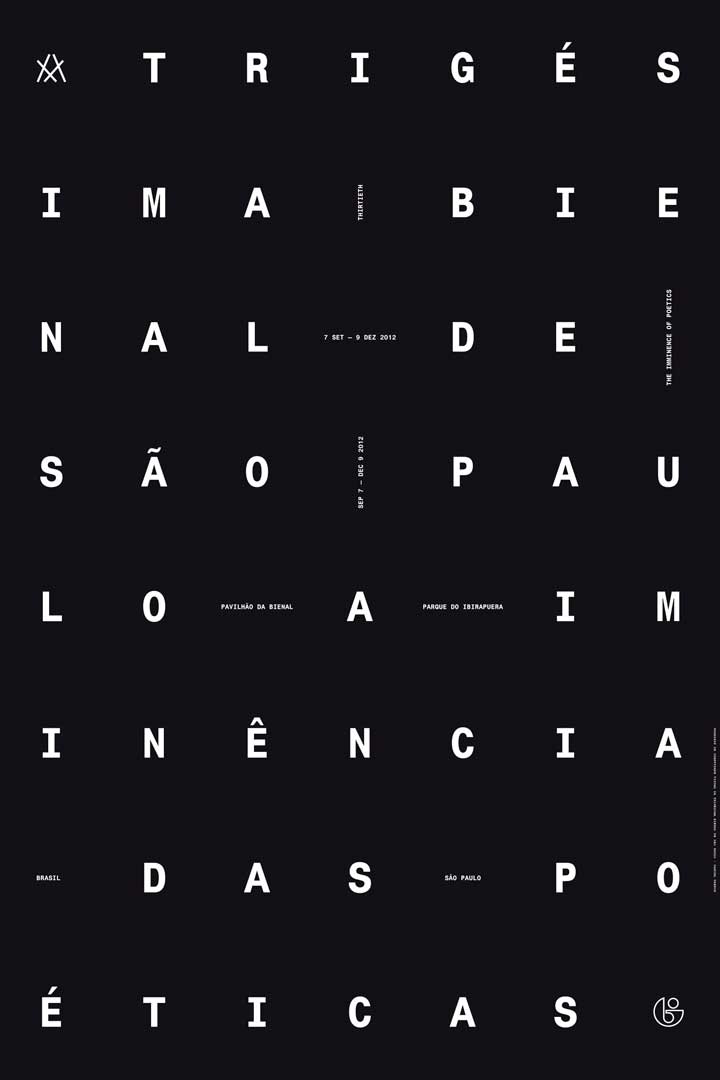 T R I G É S
I M A THIRTIETH B I E
N A L 7 SET — 9 DEZ 2012 D E THE IMMINENCE OF POETICS
S Ã O SEP 7 — DEC 9 2012 P A U
L O PAVILHÃO DA BIENAL A PARQUE DO IBIRAPUERA I M
I N Ê N C I A
BRASIL D A S SÃO PAULO P O
É T I C A S